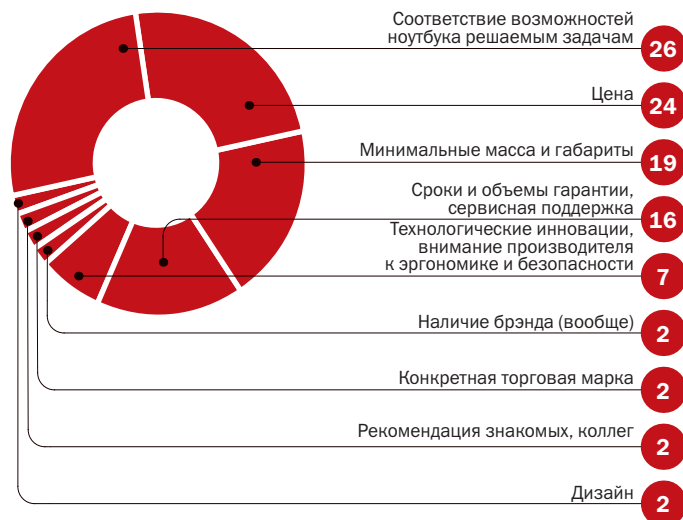 Соответствие возможностей
ноутбука решаемым задачам
26
Цена
24
Минимальные масса и габариты
19
Сроки и объемы гарантии,
сервисная поддержка
16
Технологические инновации,
внимание производителя
к эргономике и безопасности
7
Наличие брэнда (вообще)
2
Конкретная торговая марка
2
Рекомендация знакомых, коллег
2
Дизайн
2